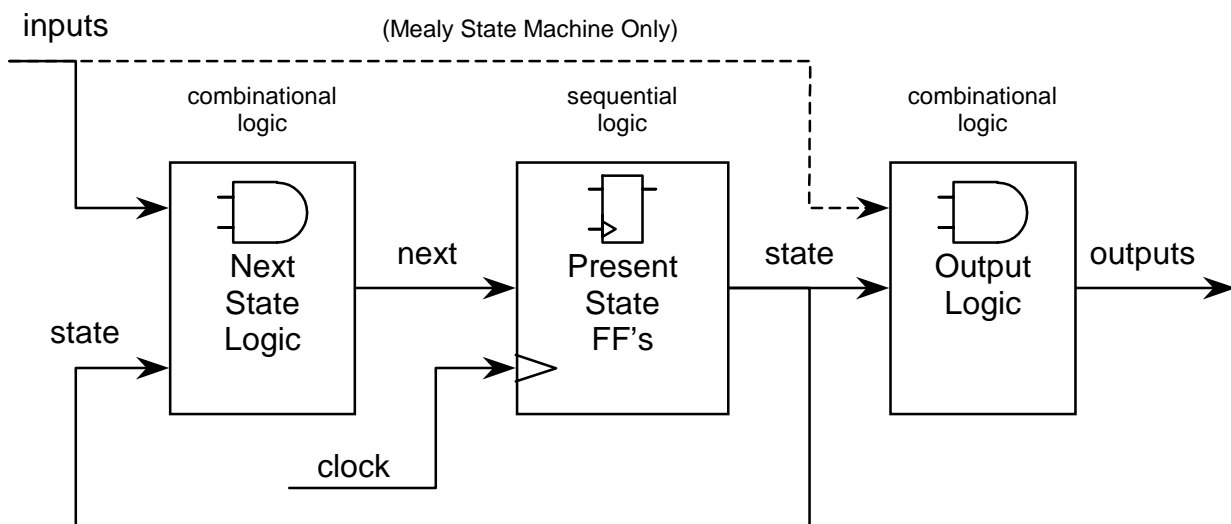 inputs
(Mealy State Machine Only)
combinational
logic
sequential
logic
combinational
logic
Next
State
Logic
next
Present
State
FF's
state
Output
Logic
outputs
state
clock